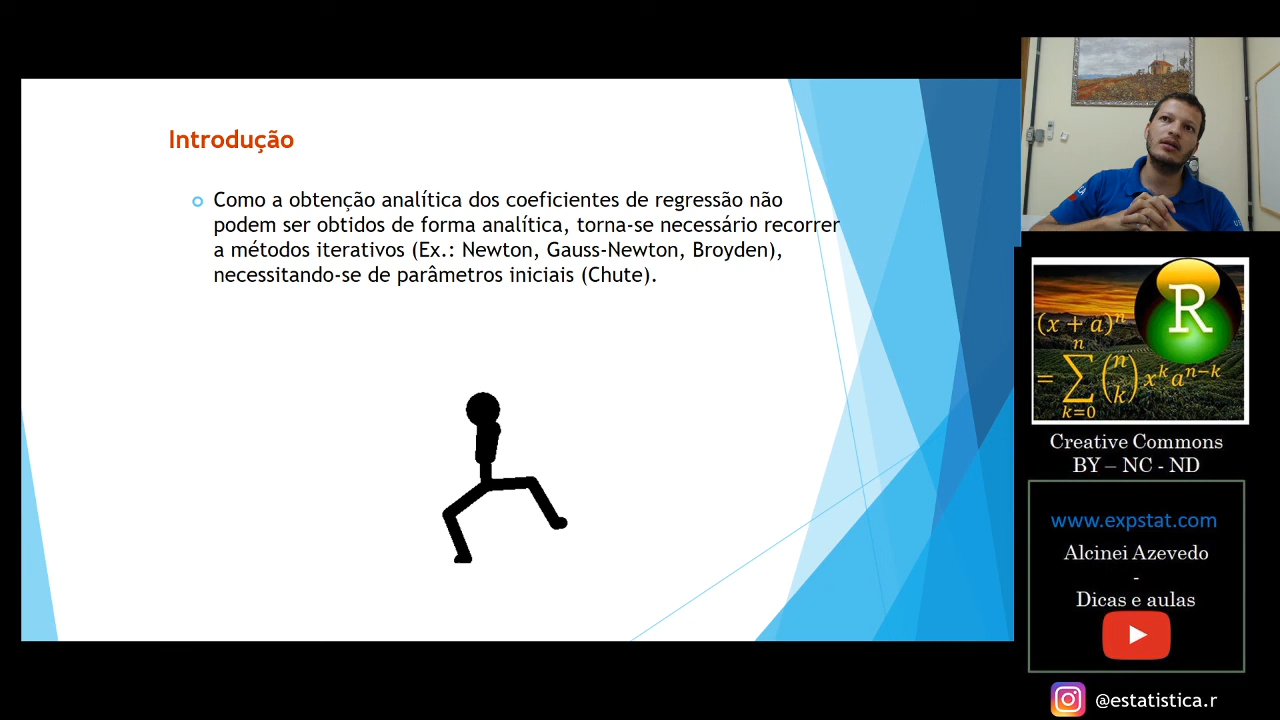 Introdução
Como a obtenção analítica dos coeficientes de regressão não
podem ser obtidos de forma analítica, torna-se necessário recorrer
a métodos iterativos (Ex.: Newton, Gauss-Newton, Broyden),
necessitando-se de parâmetros iniciais (Chute).
R
(x + a)^n
= ∑_{k=0}^{n} (n k) x^k a^{n-k}
Creative Commons
BY – NC - ND
www.expstat.com
Alcinei Azevedo
-
Dicas e aulas
@estatistica.r